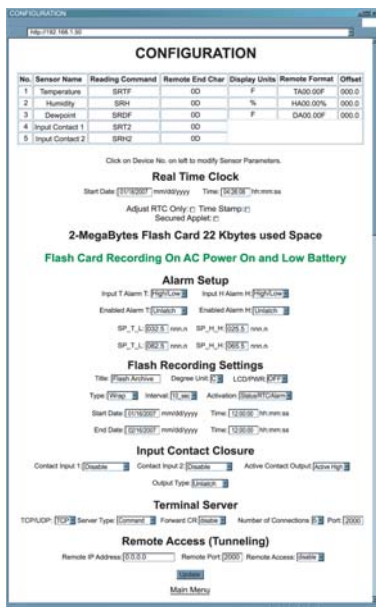 CONFIGURATION
http://192.168.1.30
CONFIGURATION
No. Sensor Name Reading Command Remote End Char Display Units Remote Format Offset
1 Temperature SRTF 0D F TA00.00F 000.0
2 Humidity SRH 0D % HA00.00% 000.0
3 Dewpoint SRDF 0D F DA00.00F 000.0
4 Input Contact 1 SRT2 0D
5 Input Contact 2 SRH2 0D
Click on Device No. on left to modify Sensor Parameters.
Real Time Clock
Start Date: 01/16/2007 mm/dd/yyyy Time: 04:26:06 hh:mm:ss
Adjust RTC Only: Time Stamp:
Secured Applet:
2-MegaBytes Flash Card 22 Kbytes used Space
Flash Card Recording On AC Power On and Low Battery
Alarm Setup
Input T Alarm T: High/Low Input H Alarm H: High/Low
Enabled Alarm T: Unlatch Enabled Alarm H: Unlatch
SP_T_L: 032.5 nnn.n SP_H_H: 025.5 nnn.n
SP_T_L: 082.5 nnn.n SP_H_H: 065.5 nnn.n
Flash Recording Settings
Title: Flash Archive Degree Unit: C LCD/PWR: OFF
Type: Wrap Interval: 10_sec Activation: Status/RTC/Alarm
Start Date: 01/16/2007 mm/dd/yyyy Time: 12:00:00 hh:mm:ss
End Date: 02/16/2007 mm/dd/yyyy Time: 12:00:00 hh:mm:ss
Input Contact Closure
Contact Input 1: Disable Contact Input 2: Disable Active Contact Output: Active High
Output Type: Unlatch
Terminal Server
TCP/UDP: TCP Server Type: Command Forward CR: disable Number of Connections 5 Port: 2000
Remote Access (Tunneling)
Remote IP Address: 0.0.0.0 Remote Port: 2000 Remote Access: disable
Update
Main Menu